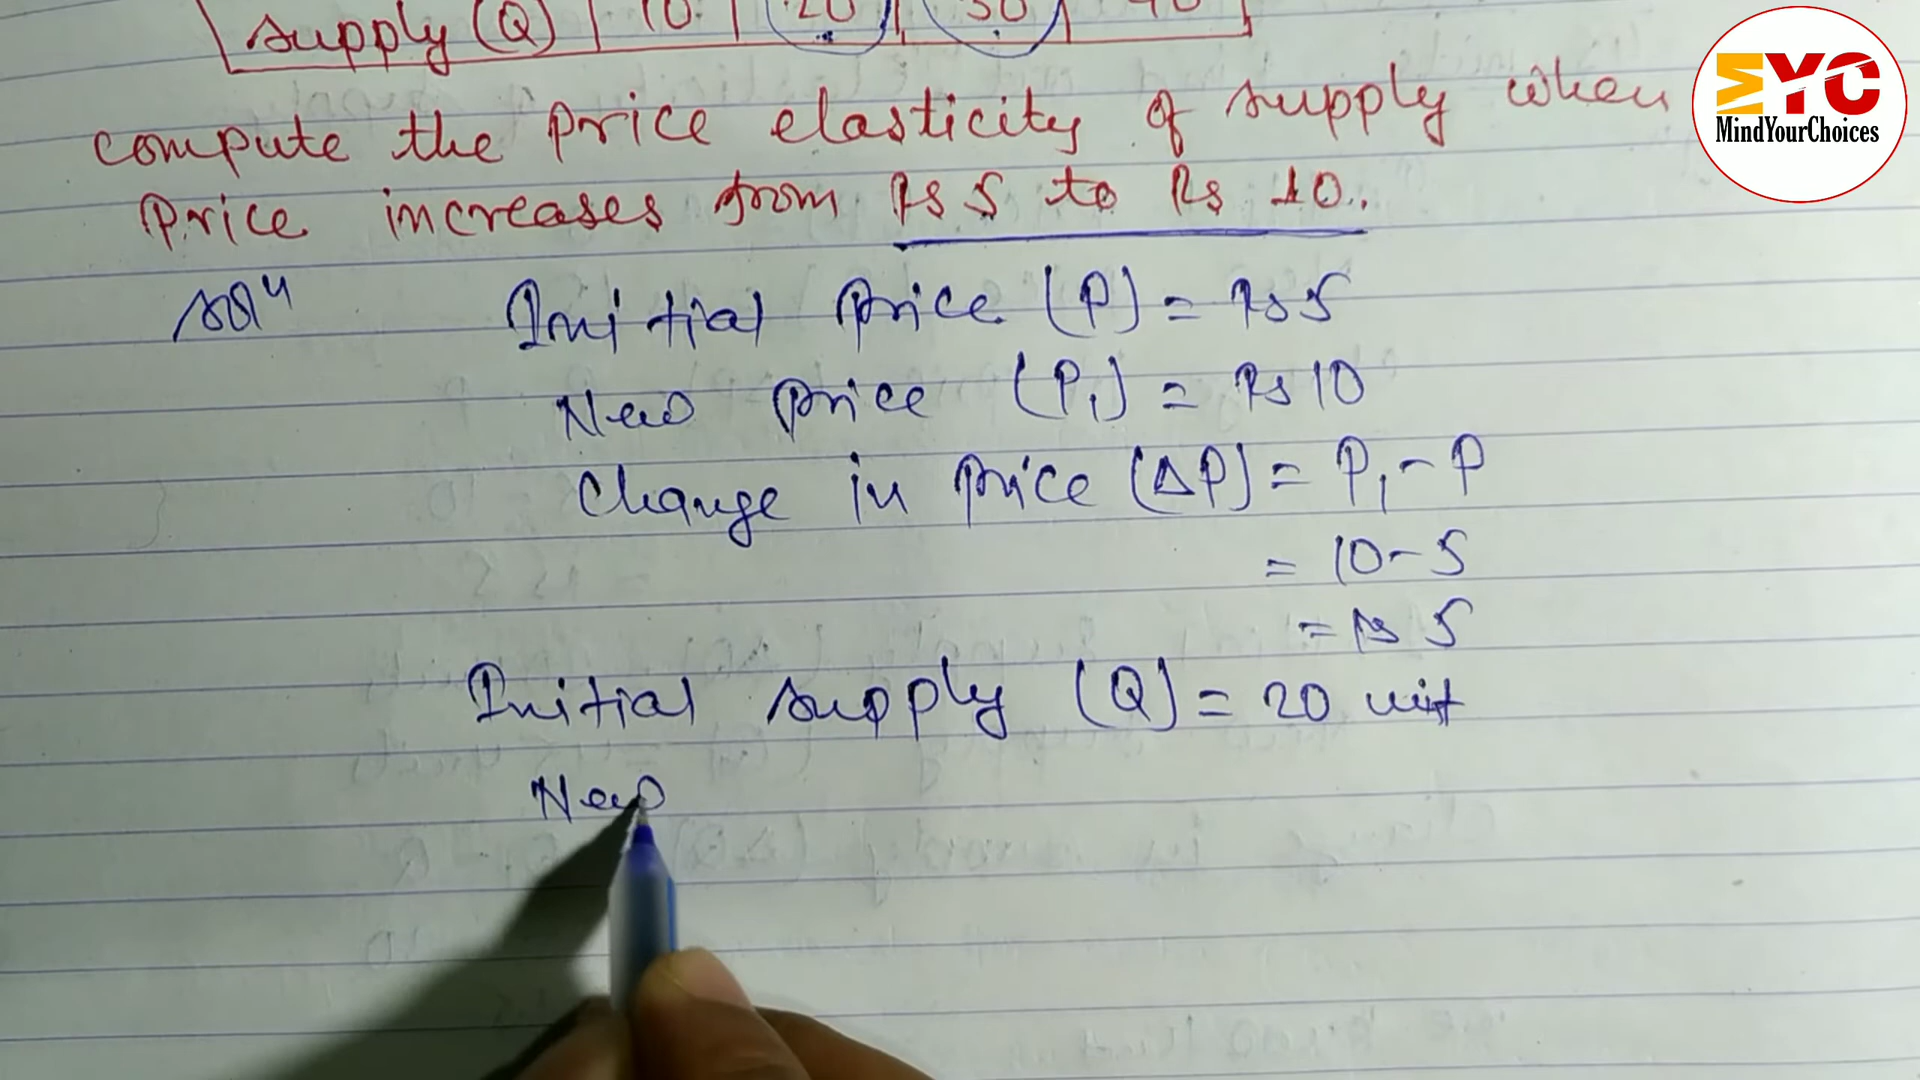 supply (Q) 10 20 30 40
compute the price elasticity of supply when
Price increases from Rs 5 to Rs 10.
Soln Initial Price (P) = Rs 5
New Price (P1) = Rs 10
Change in Price (ΔP) = P1 - P
= 10 - 5
= Rs 5
Initial supply (Q) = 20 unit
New
MYC
MindYourChoices